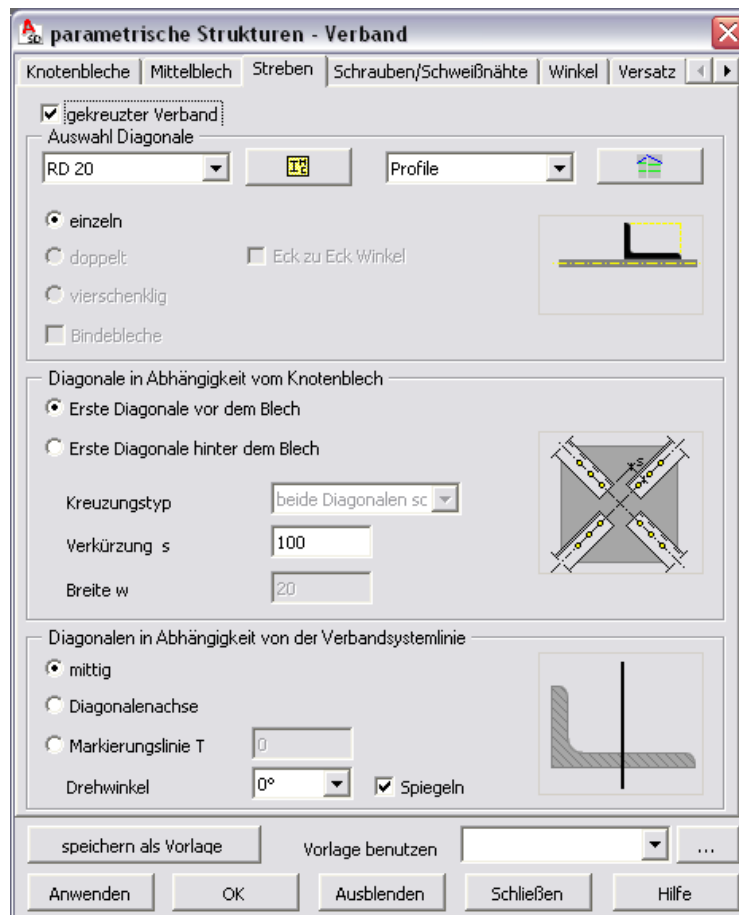 parametrische Strukturen - Verband
Knotenbleche Mittelblech Streben Schrauben/Schweißnähte Winkel Versatz
gekreuzter Verband
Auswahl Diagonale
RD 20 Profile
einzeln
doppelt Eck zu Eck Winkel
vierschenklig
Bindebleche
Diagonale in Abhängigkeit vom Knotenblech
Erste Diagonale vor dem Blech
Erste Diagonale hinter dem Blech
s
Kreuzungstyp beide Diagonalen sc
Verkürzung s 100
Breite w 20
Diagonalen in Abhängigkeit von der Verbandsystemlinie
mittig
Diagonalenachse
Markierungslinie T 0
Drehwinkel 0° Spiegeln
speichern als Vorlage Vorlage benutzen ...
Anwenden OK Ausblenden Schließen Hilfe